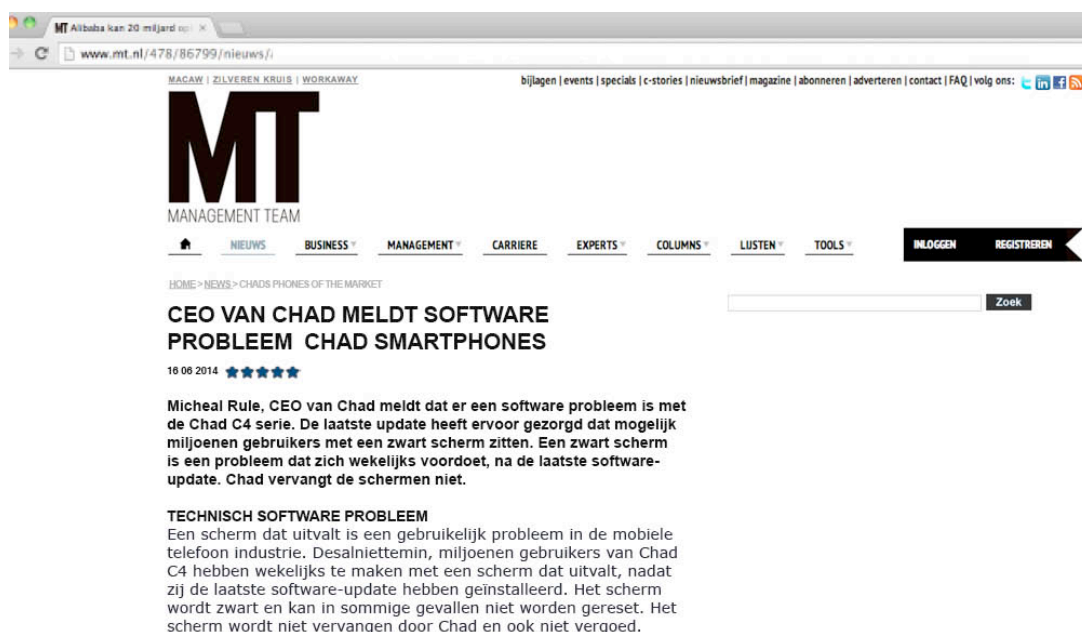 MT Alibaba kan 20 miljard op
www.mt.nl/478/86799/nieuws/
MACAW | ZILVEREN KRUIS | WORKAWAY
bijlagen | events | specials | c-stories | nieuwsbrief | magazine | abonneren | adverteren | contact | FAQ | volg ons:
MT
MANAGEMENT TEAM
NIEUWS BUSINESS MANAGEMENT CARRIERE EXPERTS COLUMNS LIJSTEN TOOLS INLOGGEN REGISTREREN
HOME > NEWS > CHADS PHONES OF THE MARKET
Zoek
CEO VAN CHAD MELDT SOFTWARE
PROBLEEM CHAD SMARTPHONES
16 06 2014
Micheal Rule, CEO van Chad meldt dat er een software probleem is met
de Chad C4 serie. De laatste update heeft ervoor gezorgd dat mogelijk
miljoenen gebruikers met een zwart scherm zitten. Een zwart scherm
is een probleem dat zich wekelijks voordoet, na de laatste software-
update. Chad vervangt de schermen niet.
TECHNISCH SOFTWARE PROBLEEM
Een scherm dat uitvalt is een gebruikelijk probleem in de mobiele
telefoon industrie. Desalniettemin, miljoenen gebruikers van Chad
C4 hebben wekelijks te maken met een scherm dat uitvalt, nadat
zij de laatste software-update hebben geïnstalleerd. Het scherm
wordt zwart en kan in sommige gevallen niet worden gereset. Het
scherm wordt niet vervangen door Chad en ook niet vergoed.